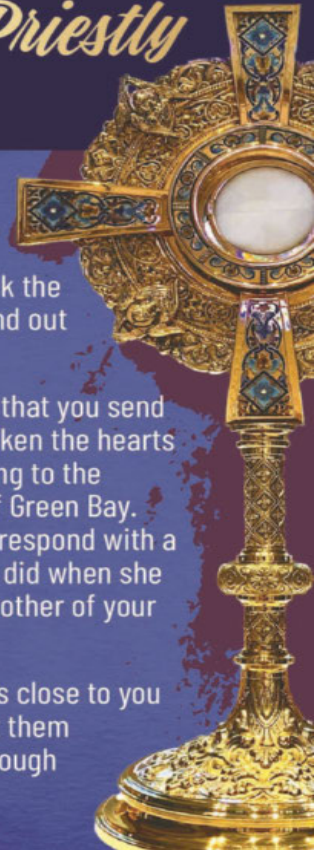 Priestly
k the
nd out
that you send
ken the hearts
ng to the
f Green Bay.
respond with a
did when she
other of your
s close to you
them
ough